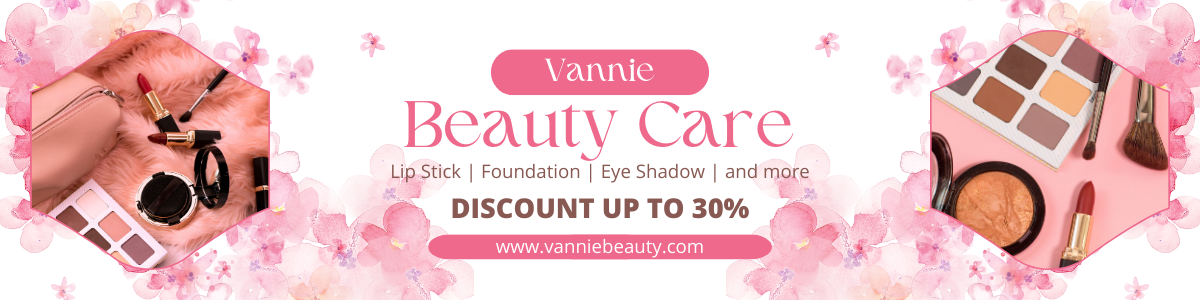 Vannie
Beauty Care
Lip Stick | Foundation | Eye Shadow | and more
DISCOUNT UP TO 30%
www.vanniebeauty.com